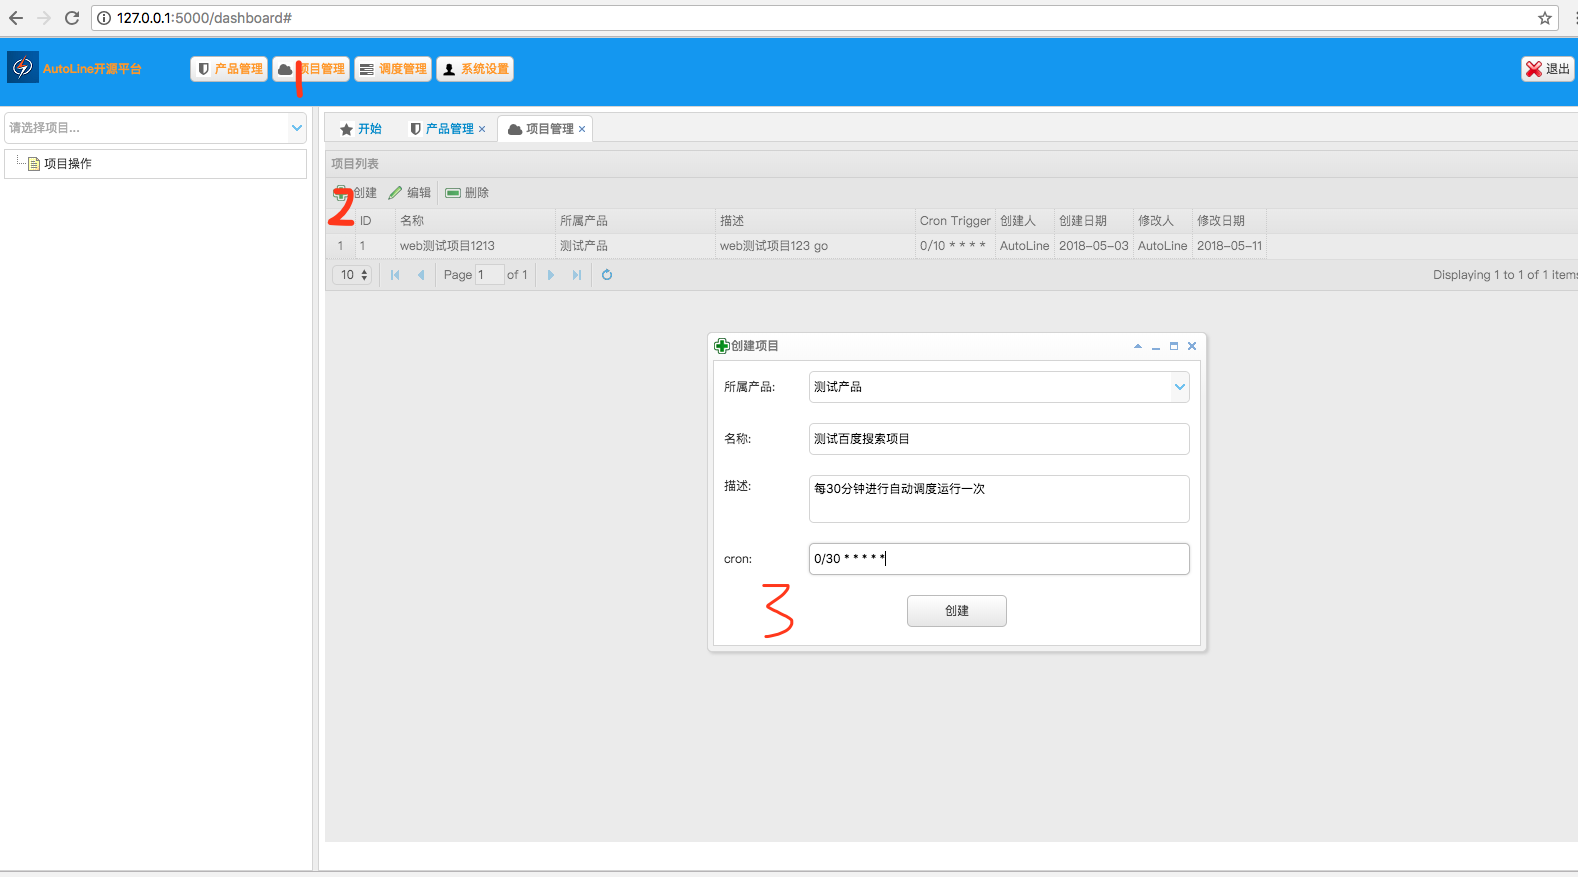 127.0.0.1:5000/dashboard#
AutoLine开源平台
产品管理
项目管理
调度管理
系统设置
退出
1
请选择项目...
项目操作
开始
产品管理
项目管理
项目列表
创建
编辑
删除
2
ID 名称 所属产品 描述 Cron Trigger 创建人 创建日期 修改人 修改日期
1 1 web测试项目1213 测试产品 web测试项目123 go 0/10 * * * * AutoLine 2018-05-03 AutoLine 2018-05-11
10 Page 1 of 1 Displaying 1 to 1 of 1 items
创建项目
所属产品: 测试产品
名称: 测试百度搜索项目
描述: 每30分钟进行自动调度运行一次
cron: 0/30 * * * * *
3
创建